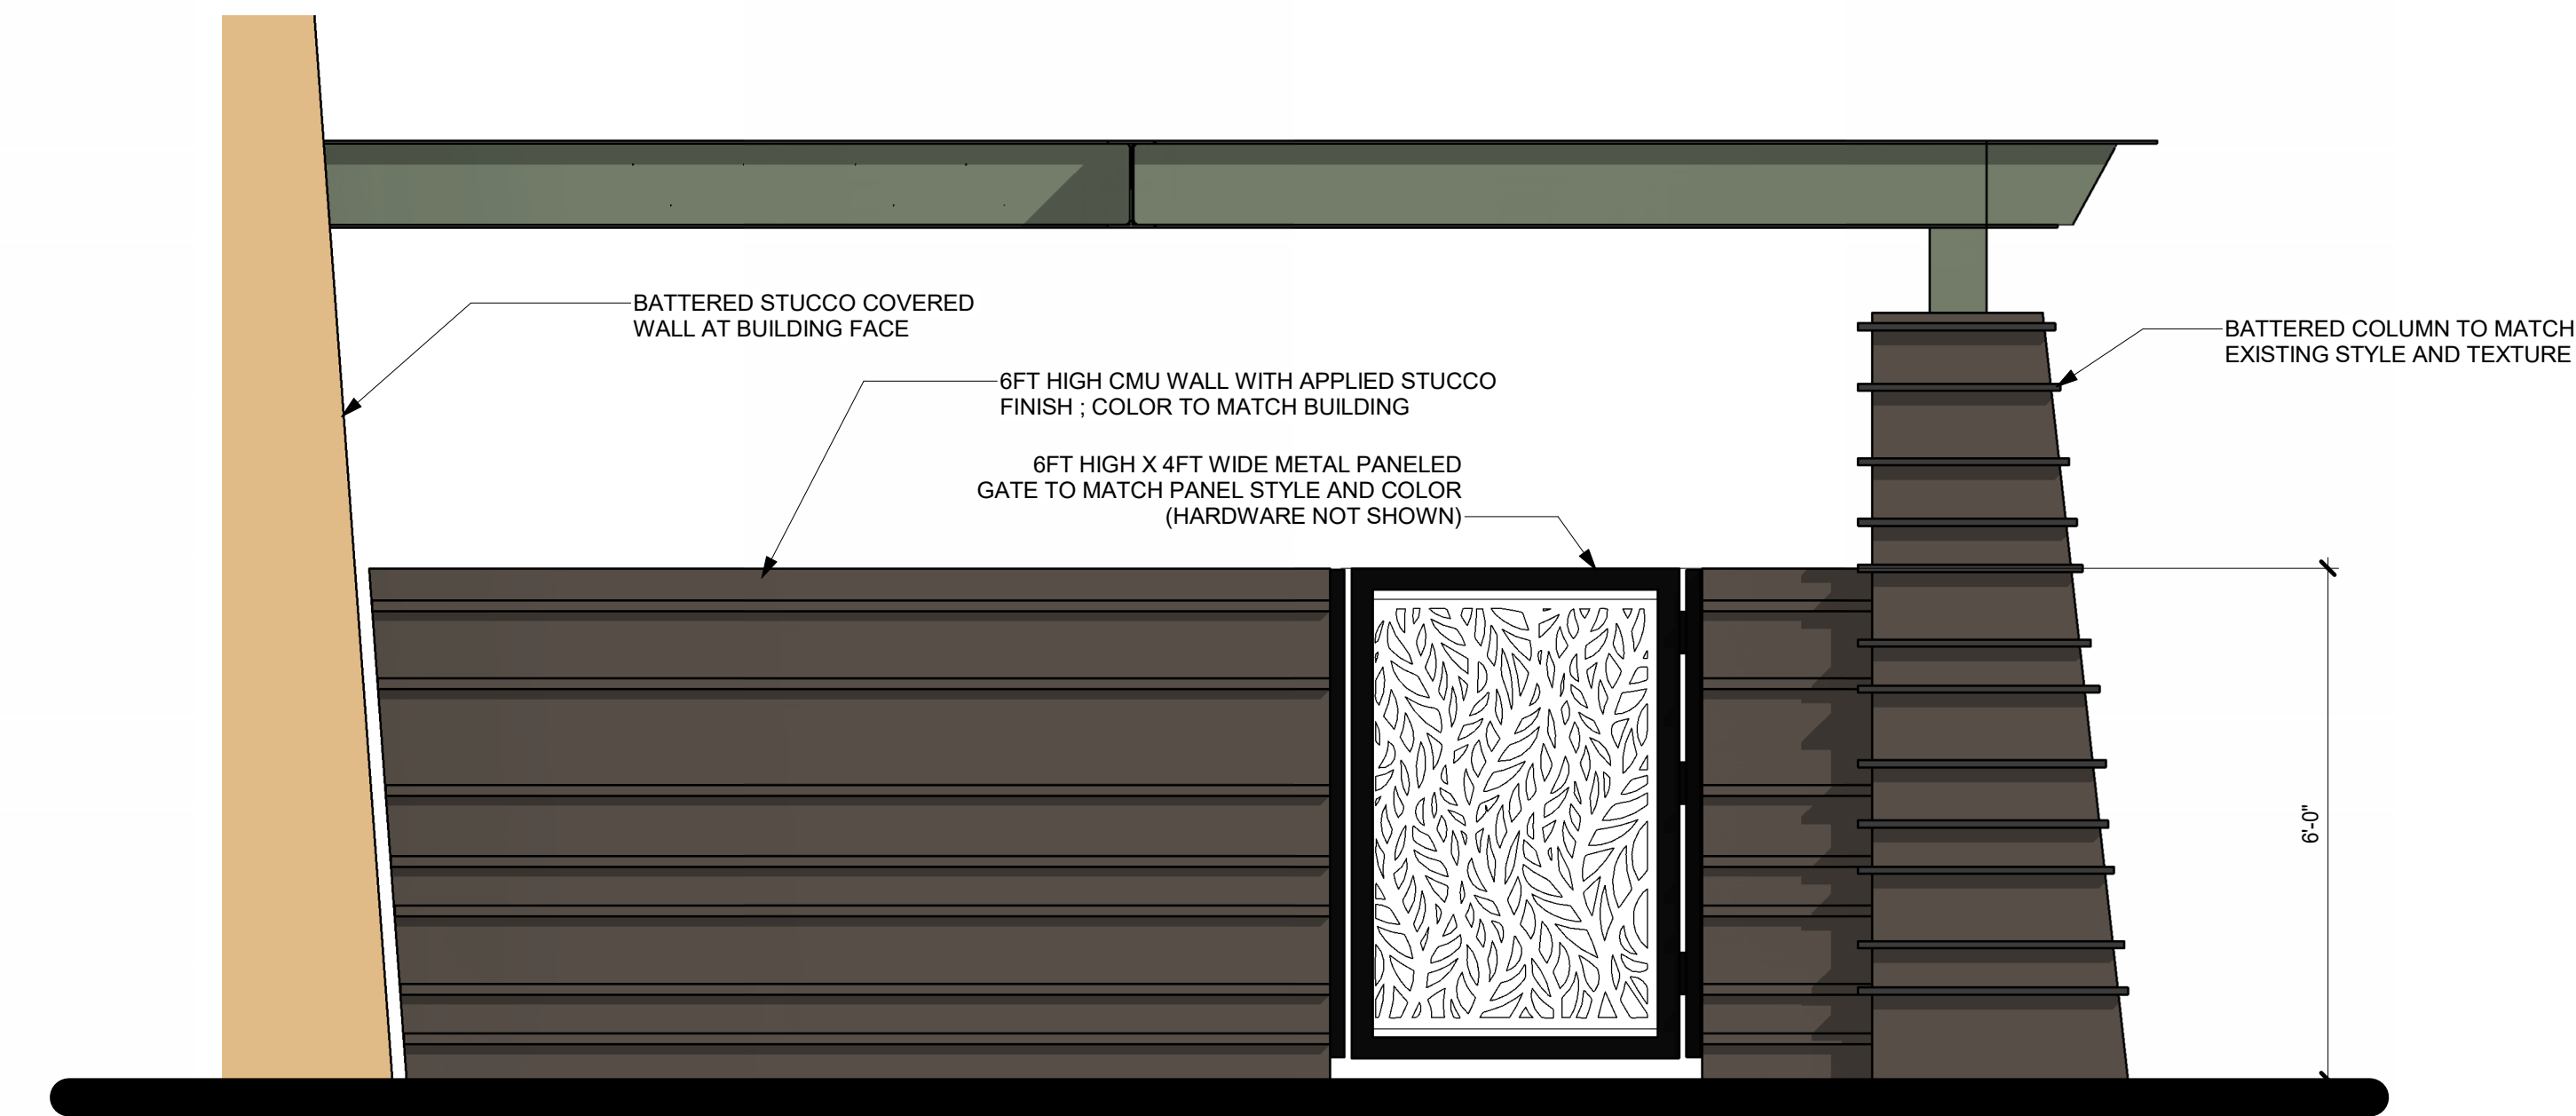 BATTERED STUCCO COVERED
WALL AT BUILDING FACE
BATTERED COLUMN TO MATCH
EXISTING STYLE AND TEXTURE
6FT HIGH CMU WALL WITH APPLIED STUCCO
FINISH ; COLOR TO MATCH BUILDING
6FT HIGH X 4FT WIDE METAL PANELED
GATE TO MATCH PANEL STYLE AND COLOR
(HARDWARE NOT SHOWN)
6'-0"